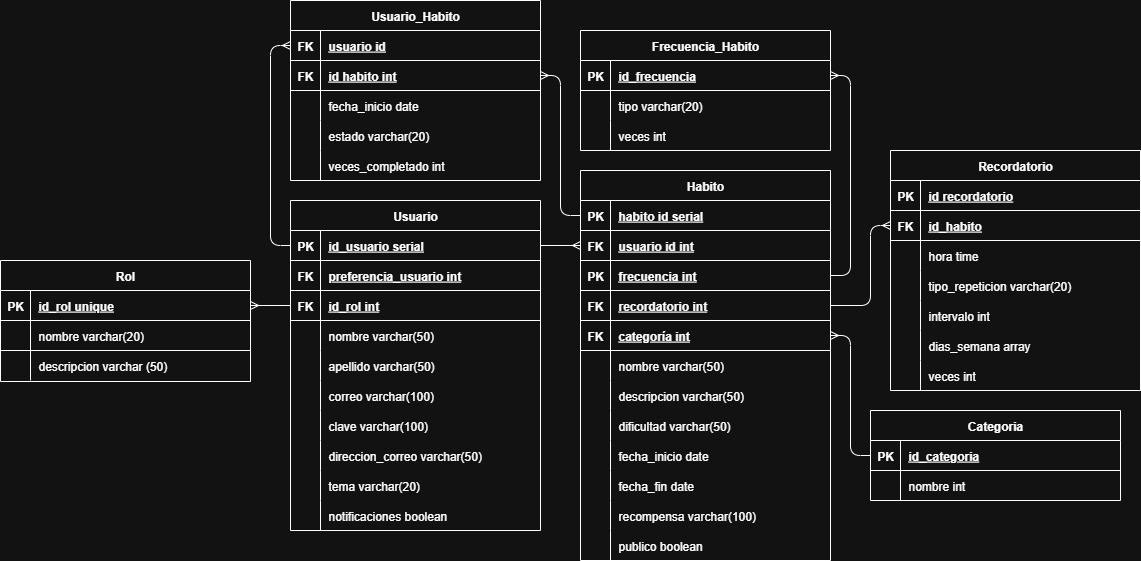 Usuario_Habito
FK usuario id
FK id habito int
fecha_inicio date
estado varchar(20)
veces_completado int
Frecuencia_Habito
PK id_frecuencia
tipo varchar(20)
veces int
Recordatorio
PK id recordatorio
FK id_habito
hora time
tipo_repeticion varchar(20)
intervalo int
dias_semana array
veces int
Habito
PK habito id serial
FK usuario id int
FK frecuencia int
FK recordatorio int
FK categoría int
nombre varchar(50)
descripcion varchar(50)
dificultad varchar(50)
fecha_inicio date
fecha_fin date
recompensa varchar(100)
publico boolean
Usuario
PK id_usuario serial
FK preferencia_usuario int
FK id_rol int
nombre varchar(50)
apellido varchar(50)
correo varchar(100)
clave varchar(100)
direccion_correo varchar(50)
tema varchar(20)
notificaciones boolean
Rol
PK id_rol unique
nombre varchar(20)
descripcion varchar (50)
Categoria
PK id_categoria
nombre int